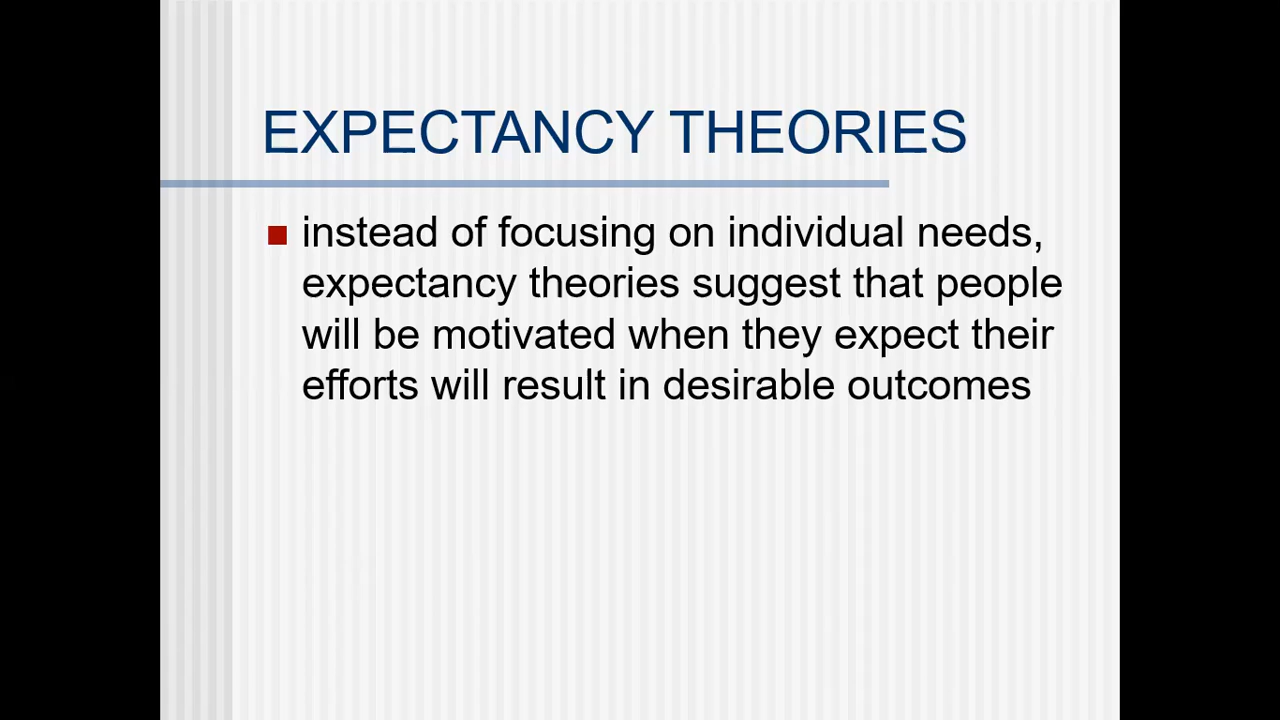 EXPECTANCY THEORIES
instead of focusing on individual needs,
expectancy theories suggest that people
will be motivated when they expect their
efforts will result in desirable outcomes